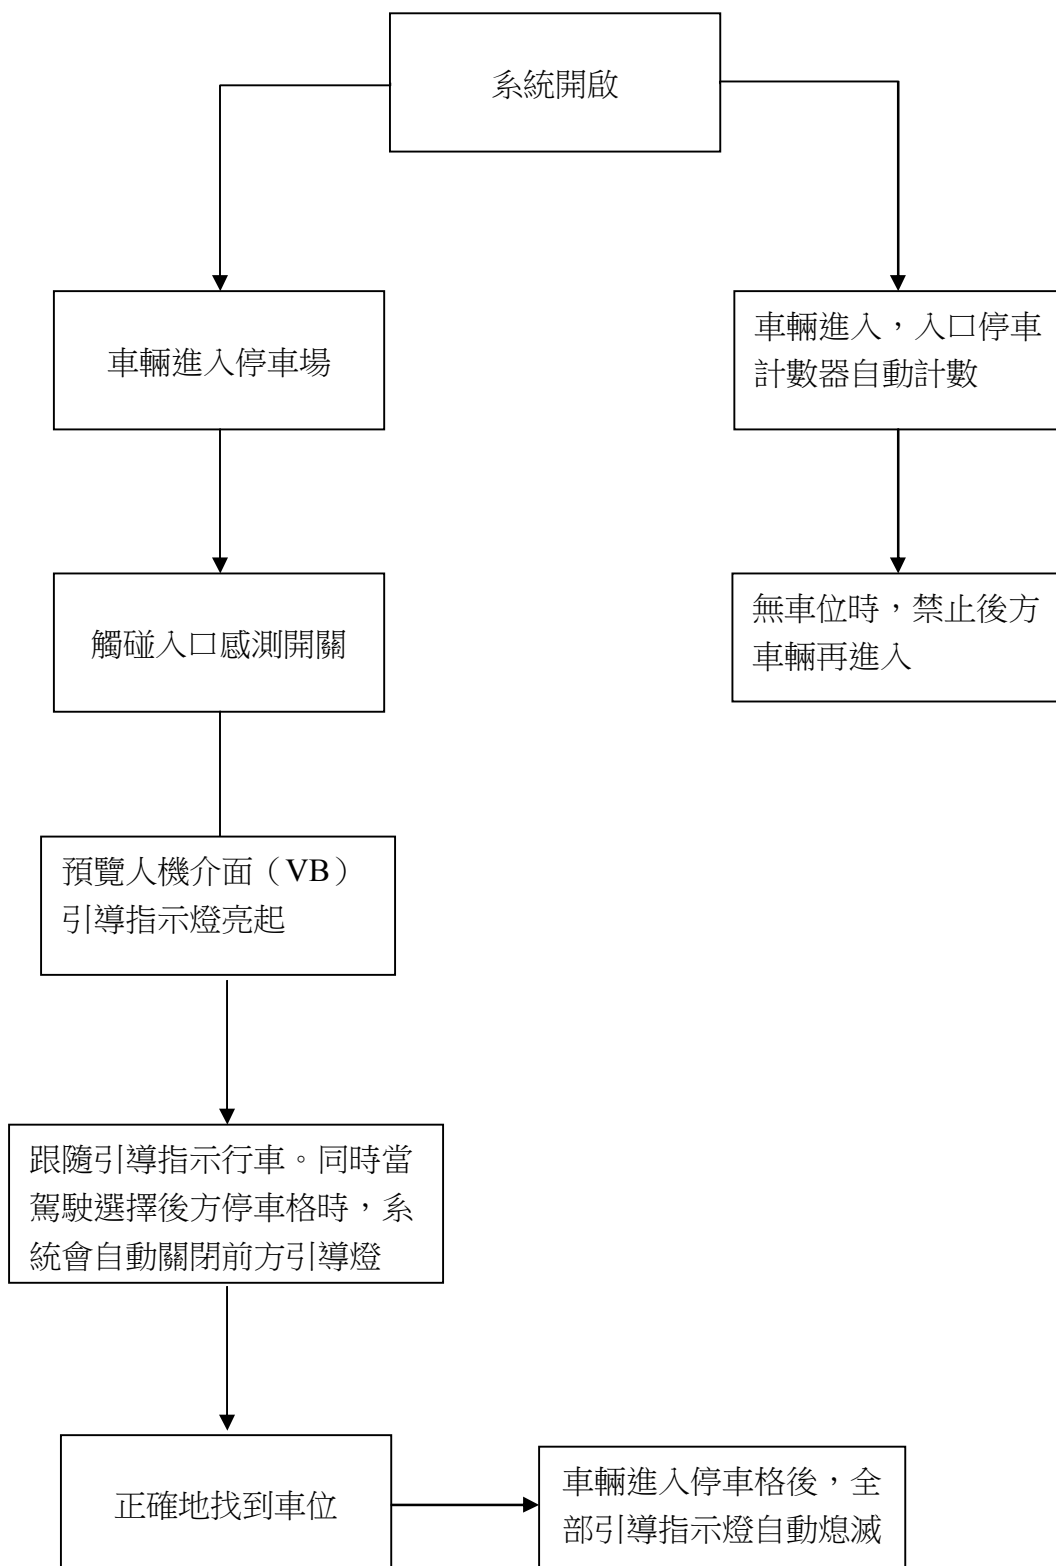 系統開啟
車輛進入停車場
車輛進入，入口停車
計數器自動計數
觸碰入口感測開關
無車位時，禁止後方
車輛再進入
預覽人機介面（VB）
引導指示燈亮起
跟隨引導指示行車。同時當
駕駛選擇後方停車格時，系
統會自動關閉前方引導燈
正確地找到車位
車輛進入停車格後，全
部引導指示燈自動熄滅